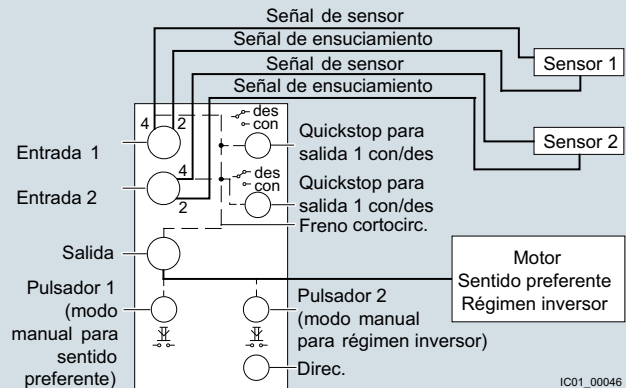 Señal de sensor
Señal de ensuciamiento
Señal de sensor
Señal de ensuciamiento
Sensor 1
Sensor 2
4
2
des
con
Entrada 1
Quickstop para
salida 1 con/des
4
2
des
con
Entrada 2
Quickstop para
salida 1 con/des
Freno cortocirc.
Salida
Motor
Sentido preferente
Régimen inversor
Pulsador 1
(modo
manual para
sentido
preferente)
Pulsador 2
(modo manual
para régimen inversor)
Direc.
IC01_00046